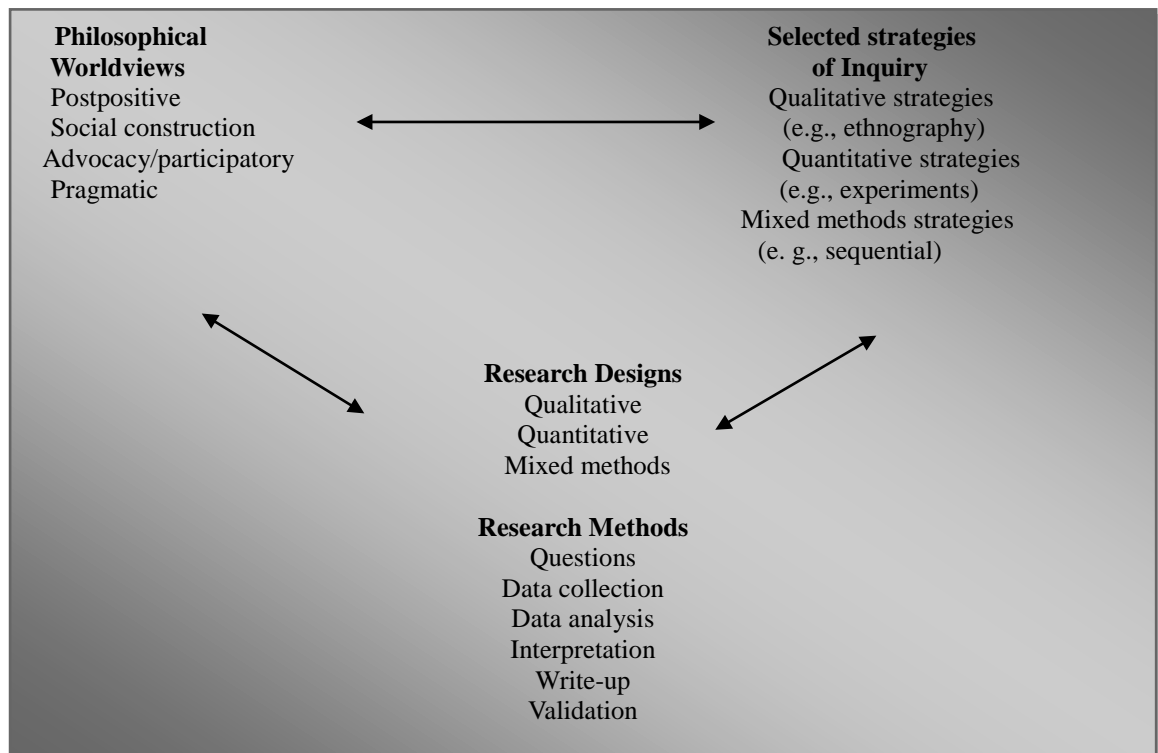 Philosophical
Worldviews
Postpositive
Social construction
Advocacy/participatory
Pragmatic
Selected strategies
of Inquiry
Qualitative strategies
(e.g., ethnography)
Quantitative strategies
(e.g., experiments)
Mixed methods strategies
(e. g., sequential)
Research Designs
Qualitative
Quantitative
Mixed methods
Research Methods
Questions
Data collection
Data analysis
Interpretation
Write-up
Validation